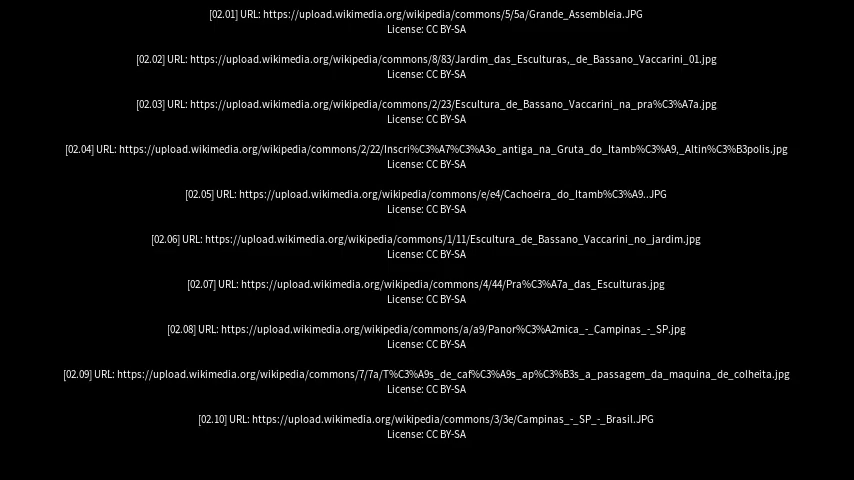 [02.01] URL: https://upload.wikimedia.org/wikipedia/commons/5/5a/Grande_Assembleia.JPG
License: CC BY-SA
[02.02] URL: https://upload.wikimedia.org/wikipedia/commons/8/83/Jardim_das_Esculturas,_de_Bassano_Vaccarini_01.jpg
License: CC BY-SA
[02.03] URL: https://upload.wikimedia.org/wikipedia/commons/2/23/Escultura_de_Bassano_Vaccarini_na_pra%C3%A7a.jpg
License: CC BY-SA
[02.04] URL: https://upload.wikimedia.org/wikipedia/commons/2/22/Inscri%C3%A7%C3%A3o_antiga_na_Gruta_do_Itamb%C3%A9,_Altin%C3%B3polis.jpg
License: CC BY-SA
[02.05] URL: https://upload.wikimedia.org/wikipedia/commons/e/e4/Cachoeira_do_Itamb%C3%A9..JPG
License: CC BY-SA
[02.06] URL: https://upload.wikimedia.org/wikipedia/commons/1/11/Escultura_de_Bassano_Vaccarini_no_jardim.jpg
License: CC BY-SA
[02.07] URL: https://upload.wikimedia.org/wikipedia/commons/4/44/Pra%C3%A7a_das_Esculturas.jpg
License: CC BY-SA
[02.08] URL: https://upload.wikimedia.org/wikipedia/commons/a/a9/Panor%C3%A2mica_-_Campinas_-_SP.jpg
License: CC BY-SA
[02.09] URL: https://upload.wikimedia.org/wikipedia/commons/7/7a/T%C3%A9s_de_caf%C3%A9s_ap%C3%B3s_a_passagem_da_maquina_de_colheita.jpg
License: CC BY-SA
[02.10] URL: https://upload.wikimedia.org/wikipedia/commons/3/3e/Campinas_-_SP_-_Brasil.JPG
License: CC BY-SA